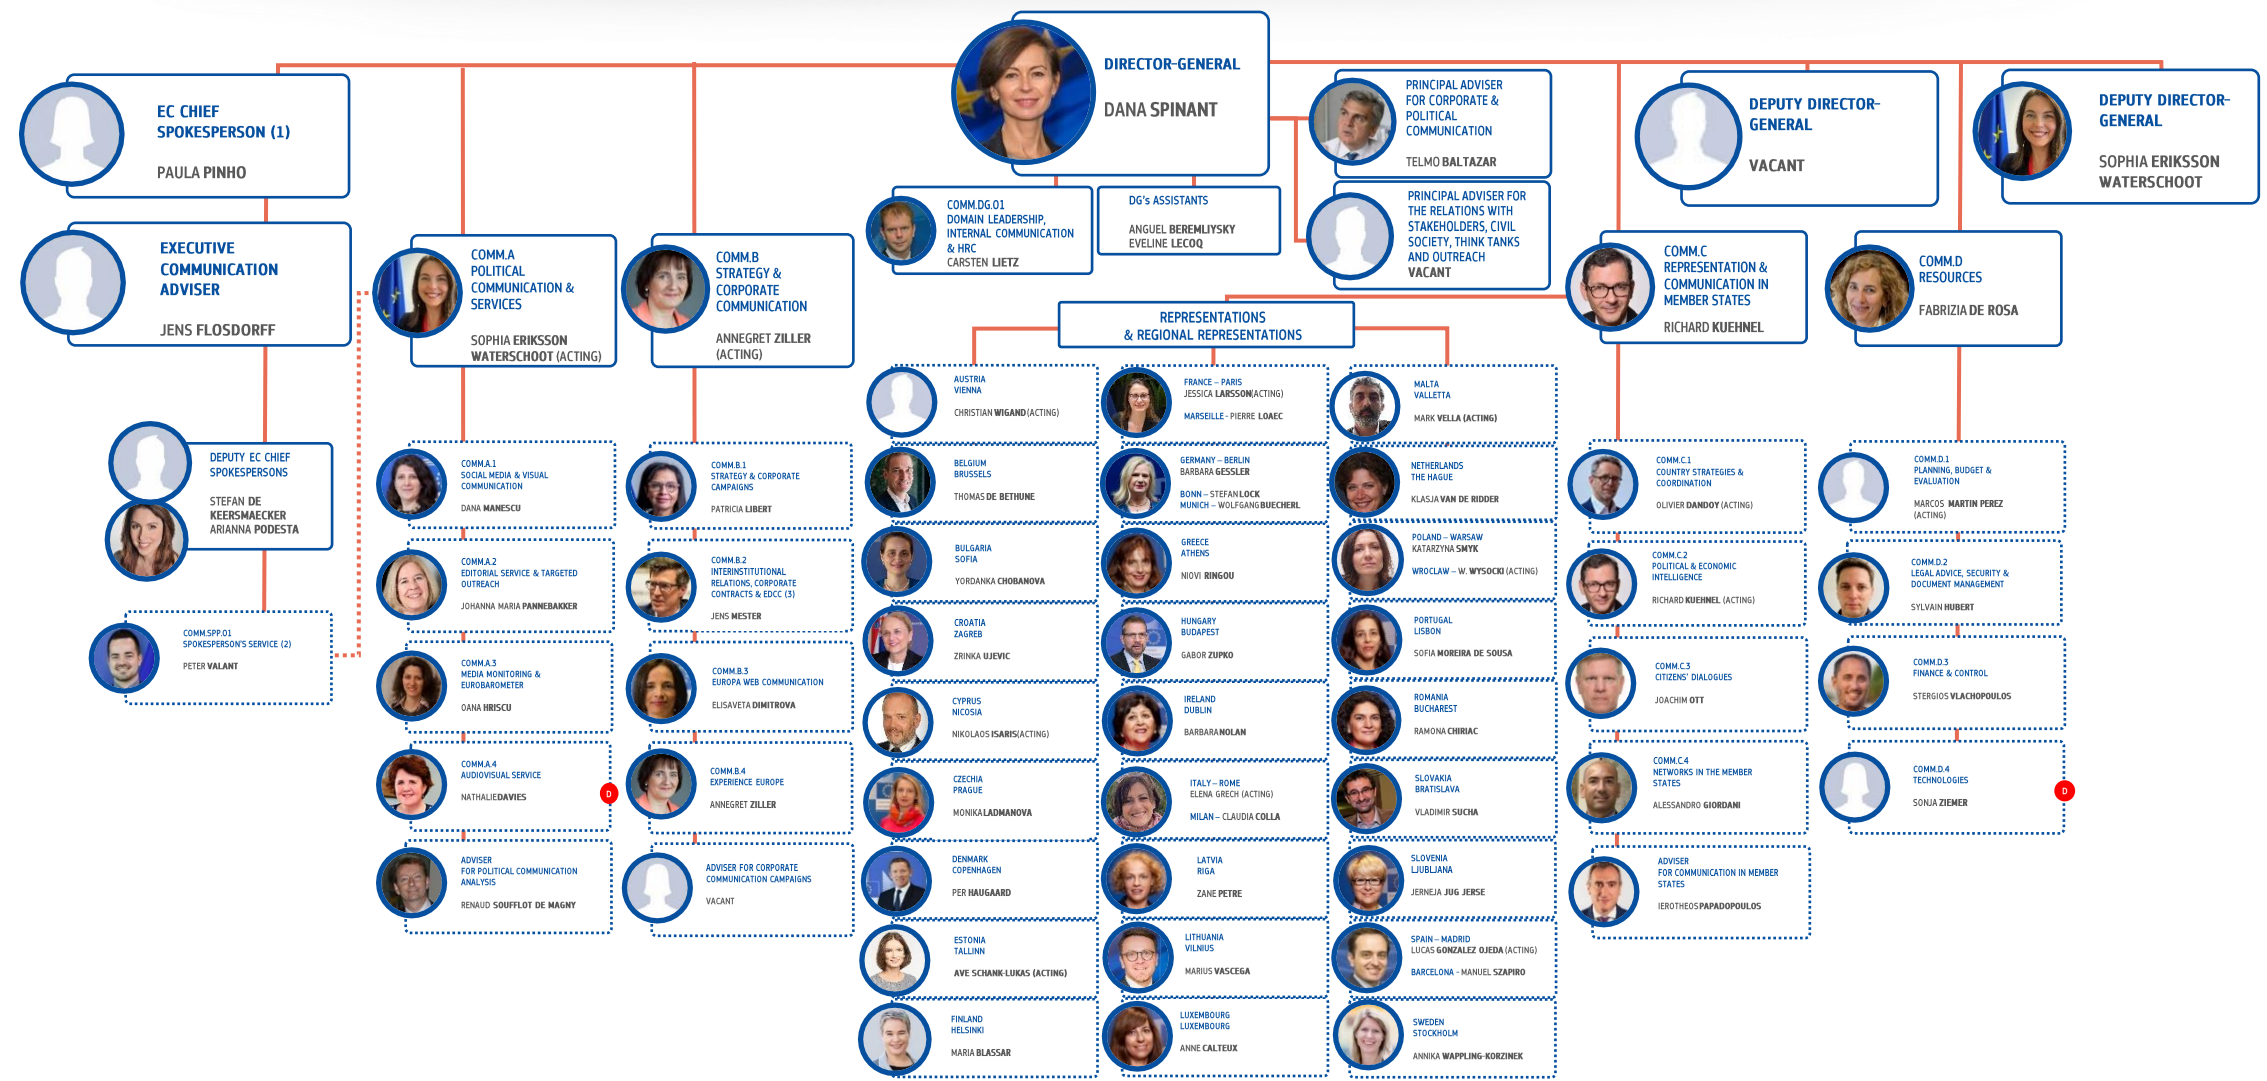 DIRECTOR-GENERAL
DANA SPINANT
EC CHIEF
SPOKESPERSON (1)
PAULA PINHO
EXECUTIVE
COMMUNICATION
ADVISER
JENS FLOSDORFF
DEPUTY EC CHIEF
SPOKESPERSONS
STEFAN DE
KEERSMAECKER
ARIANNA PODESTA
COMM.SPP.01
SPOKESPERSON'S SERVICE (2)
PETER VALANT
COMM.A
POLITICAL
COMMUNICATION &
SERVICES
SOPHIA ERIKSSON
WATERSCHOOT (ACTING)
COMM.A.1
SOCIAL MEDIA & VISUAL
COMMUNICATION
DANA MANESCU
COMM.A.2
EDITORIAL SERVICE & TARGETED
OUTREACH
JOHANNA MARIA PANNEBAKKER
COMM.A.3
MEDIA MONITORING &
EUROBAROMETER
OANA HRISCU
COMM.A.4
AUDIOVISUAL SERVICE
NATHALIE DAVIES
D
ADVISER
FOR POLITICAL COMMUNICATION
ANALYSIS
RENAUD SOUFFLOT DE MAGNY
COMM.B
STRATEGY &
CORPORATE
COMMUNICATION
ANNEGRET ZILLER
(ACTING)
COMM.B.1
STRATEGY & CORPORATE
CAMPAIGNS
PATRICIA LIBERT
COMM.B.2
INTERINSTITUTIONAL
RELATIONS, CORPORATE
CONTRACTS & EDCC (3)
JENS MESTER
COMM.B.3
EUROPA WEB COMMUNICATION
ELISAVETA DIMITROVA
COMM.B.4
EXPERIENCE EUROPE
ANNEGRET ZILLER
ADVISER FOR CORPORATE
COMMUNICATION CAMPAIGNS
VACANT
COMM.DG.01
DOMAIN LEADERSHIP,
INTERNAL COMMUNICATION
& HRC
CARSTEN LIETZ
DG's ASSISTANTS
ANGUEL BEREMLIYSKY
EVELINE LECOQ
PRINCIPAL ADVISER
FOR CORPORATE &
POLITICAL
COMMUNICATION
TELMO BALTAZAR
PRINCIPAL ADVISER FOR
THE RELATIONS WITH
STAKEHOLDERS, CIVIL
SOCIETY, THINK TANKS
AND OUTREACH
VACANT
REPRESENTATIONS
& REGIONAL REPRESENTATIONS
AUSTRIA
VIENNA
CHRISTIAN WIGAND (ACTING)
BELGIUM
BRUSSELS
THOMAS DE BETHUNE
BULGARIA
SOFIA
YORDANKA CHOBANOVA
CROATIA
ZAGREB
ZRINKA UJEVIC
CYPRUS
NICOSIA
NIKOLAOS ISARIS(ACTING)
CZECHIA
PRAGUE
MONIKA LADMANOVA
DENMARK
COPENHAGEN
PER HAUGAARD
ESTONIA
TALLINN
AVE SCHANK-LUKAS (ACTING)
FINLAND
HELSINKI
MARIA BLASSAR
FRANCE – PARIS
JESSICA LARSSON(ACTING)
MARSEILLE - PIERRE LOAEC
GERMANY – BERLIN
BARBARA GESSLER
BONN – STEFAN LOCK
MUNICH – WOLFGANG BUECHERL
GREECE
ATHENS
NIOVI RINGOU
HUNGARY
BUDAPEST
GABOR ZUPKO
IRELAND
DUBLIN
BARBARA NOLAN
ITALY – ROME
ELENA GRECH (ACTING)
MILAN – CLAUDIA COLLA
LATVIA
RIGA
ZANE PETRE
LITHUANIA
VILNIUS
MARIUS VASCEGA
LUXEMBOURG
LUXEMBOURG
ANNE CALTEUX
MALTA
VALLETTA
MARK VELLA (ACTING)
NETHERLANDS
THE HAGUE
KLASJA VAN DE RIDDER
POLAND – WARSAW
KATARZYNA SMYK
WROCLAW – W. WYSOCKI (ACTING)
PORTUGAL
LISBON
SOFIA MOREIRA DE SOUSA
ROMANIA
BUCHAREST
RAMONA CHIRIAC
SLOVAKIA
BRATISLAVA
VLADIMIR SUCHA
SLOVENIA
LJUBLJANA
JERNEJA JUG JERSE
SPAIN – MADRID
LUCAS GONZALEZ OJEDA (ACTING)
BARCELONA - MANUEL SZAPIRO
SWEDEN
STOCKHOLM
ANNIKA WAPPLING-KORZINEK
DEPUTY DIRECTOR-
GENERAL
VACANT
COMM.C
REPRESENTATION &
COMMUNICATION IN
MEMBER STATES
RICHARD KUEHNEL
COMM.C.1
COUNTRY STRATEGIES &
COORDINATION
OLIVIER DANDOY (ACTING)
COMM.C.2
POLITICAL & ECONOMIC
INTELLIGENCE
RICHARD KUEHNEL (ACTING)
COMM.C.3
CITIZENS' DIALOGUES
JOACHIM OTT
COMM.C.4
NETWORKS IN THE MEMBER
STATES
ALESSANDRO GIORDANI
ADVISER
FOR COMMUNICATION IN MEMBER
STATES
IEROTHEOS PAPADOPOULOS
DEPUTY DIRECTOR-
GENERAL
SOPHIA ERIKSSON
WATERSCHOOT
COMM.D
RESOURCES
FABRIZIA DE ROSA
COMM.D.1
PLANNING, BUDGET &
EVALUATION
MARCOS MARTIN PEREZ
(ACTING)
COMM.D.2
LEGAL ADVICE, SECURITY &
DOCUMENT MANAGEMENT
SYLVAIN HUBERT
COMM.D.3
FINANCE & CONTROL
STERGIOS VLACHOPOULOS
COMM.D.4
TECHNOLOGIES
SONJA ZIEMER
D